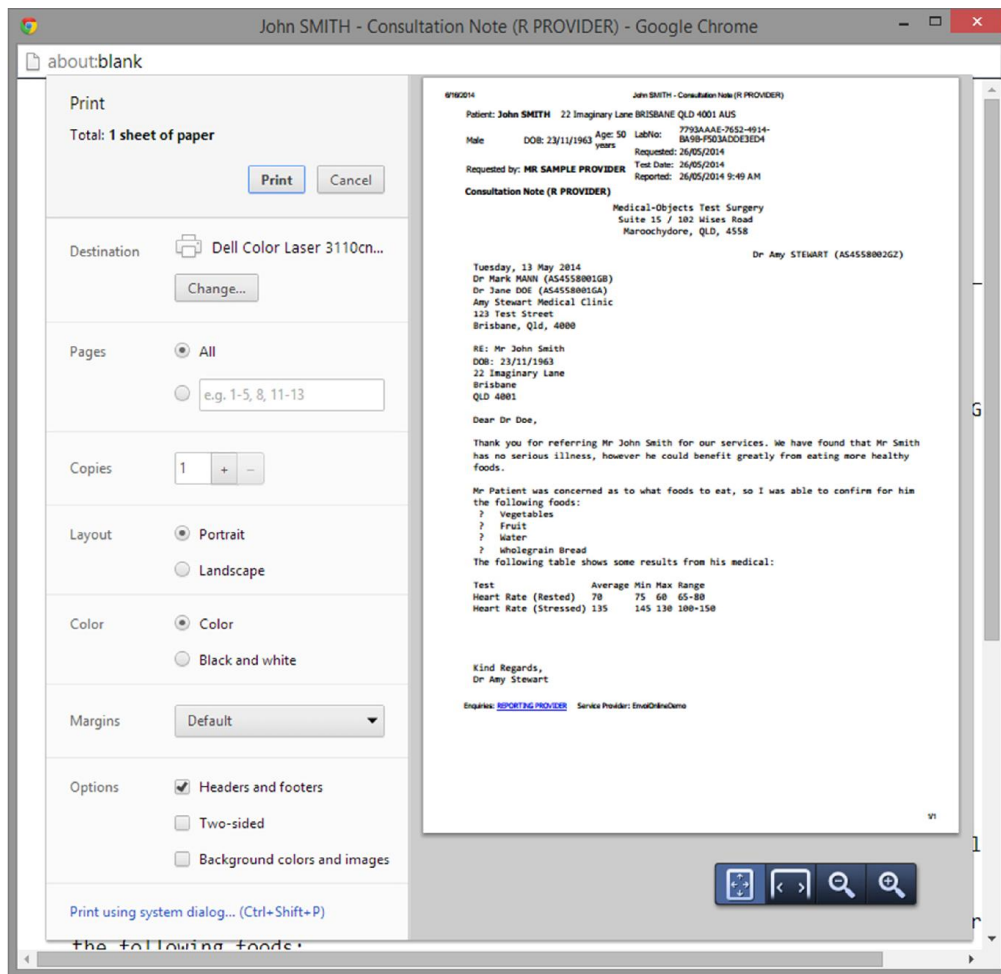 John SMITH - Consultation Note (R PROVIDER) - Google Chrome
about:blank
Print
Total: 1 sheet of paper
Print Cancel
Destination Dell Color Laser 3110cn...
Change...
Pages All
e.g. 1-5, 8, 11-13
Copies 1 + -
Layout Portrait
Landscape
Color Color
Black and white
Margins Default
Options Headers and footers
Two-sided
Background colors and images
Print using system dialog... (Ctrl+Shift+P)
6/16/2014 John SMITH - Consultation Note (R PROVIDER)
Patient: John SMITH 22 Imaginary Lane BRISBANE QLD 4001 AUS
Male DOB: 23/11/1963 Age: 50 years LabNo: 7793AAAE-7652-4914-
BA9B-F503ADDE3ED4
Requested: 26/05/2014
Requested by: MR SAMPLE PROVIDER Test Date: 26/05/2014
Reported: 26/05/2014 9:49 AM
Consultation Note (R PROVIDER)
Medical-Objects Test Surgery
Suite 15 / 102 Wises Road
Maroochydore, QLD, 4558
Dr Amy STEWART (AS4558002GZ)
Tuesday, 13 May 2014
Dr Mark MANN (AS4558001GB)
Dr Jane DOE (AS4558001GA)
Amy Stewart Medical Clinic
123 Test Street
Brisbane, Qld, 4000
RE: Mr John Smith
DOB: 23/11/1963
22 Imaginary Lane
Brisbane
QLD 4001
Dear Dr Doe,
Thank you for referring Mr John Smith for our services. We have found that Mr Smith
has no serious illness, however he could benefit greatly from eating more healthy
foods.
Mr Patient was concerned as to what foods to eat, so I was able to confirm for him
the following foods:
? Vegetables
? Fruit
? Water
? Wholegrain Bread
The following table shows some results from his medical:
Test Average Min Max Range
Heart Rate (Rested) 70 75 60 65-80
Heart Rate (Stressed) 135 145 130 100-150
Kind Regards,
Dr Amy Stewart
Enquiries: REPORTING PROVIDER Service Provider: EnvoiOnlineDemo
1/1
G
l
r
the following foods: